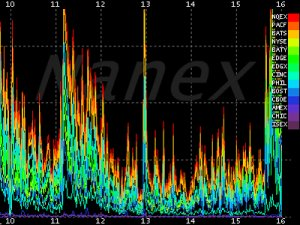 10 11 12 13 14 15 16
NQEX
PACF
BATS
NYSE
BATY
EDGE
EDGX
CINC
PHIL
BOST
CBOE
AMEX
CHIC
ISEX
Nanex
10 11 12 13 14 15 16